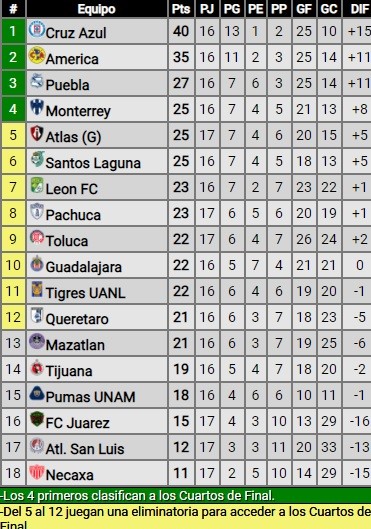 # Equipo Pts PJ PG PE PP GF GC DIF
1 Cruz Azul 40 16 13 1 2 25 10 +15
2 America 35 16 11 2 3 25 14 +11
3 Puebla 27 16 7 6 3 25 14 +11
4 Monterrey 25 16 7 4 5 21 13 +8
5 Atlas (G) 25 17 7 4 6 20 15 +5
6 Santos Laguna 25 16 7 4 5 18 13 +5
7 Leon FC 23 16 7 2 7 23 22 +1
8 Pachuca 23 17 6 5 6 20 19 +1
9 Toluca 22 17 6 4 7 26 24 +2
10 Guadalajara 22 16 5 7 4 21 21 0
11 Tigres UANL 22 16 6 4 6 19 20 -1
12 Queretaro 21 16 6 3 7 18 23 -5
13 Mazatlan 21 16 6 3 7 19 25 -6
14 Tijuana 19 16 5 4 7 18 20 -2
15 Pumas UNAM 18 16 4 6 6 10 11 -1
16 FC Juarez 15 17 4 3 10 13 29 -16
17 Atl. San Luis 12 17 3 3 11 20 33 -13
18 Necaxa 11 17 2 5 10 14 29 -15
-Los 4 primeros clasifican a los Cuartos de Final.
-Del 5 al 12 juegan una eliminatoria para acceder a los Cuartos de
Final